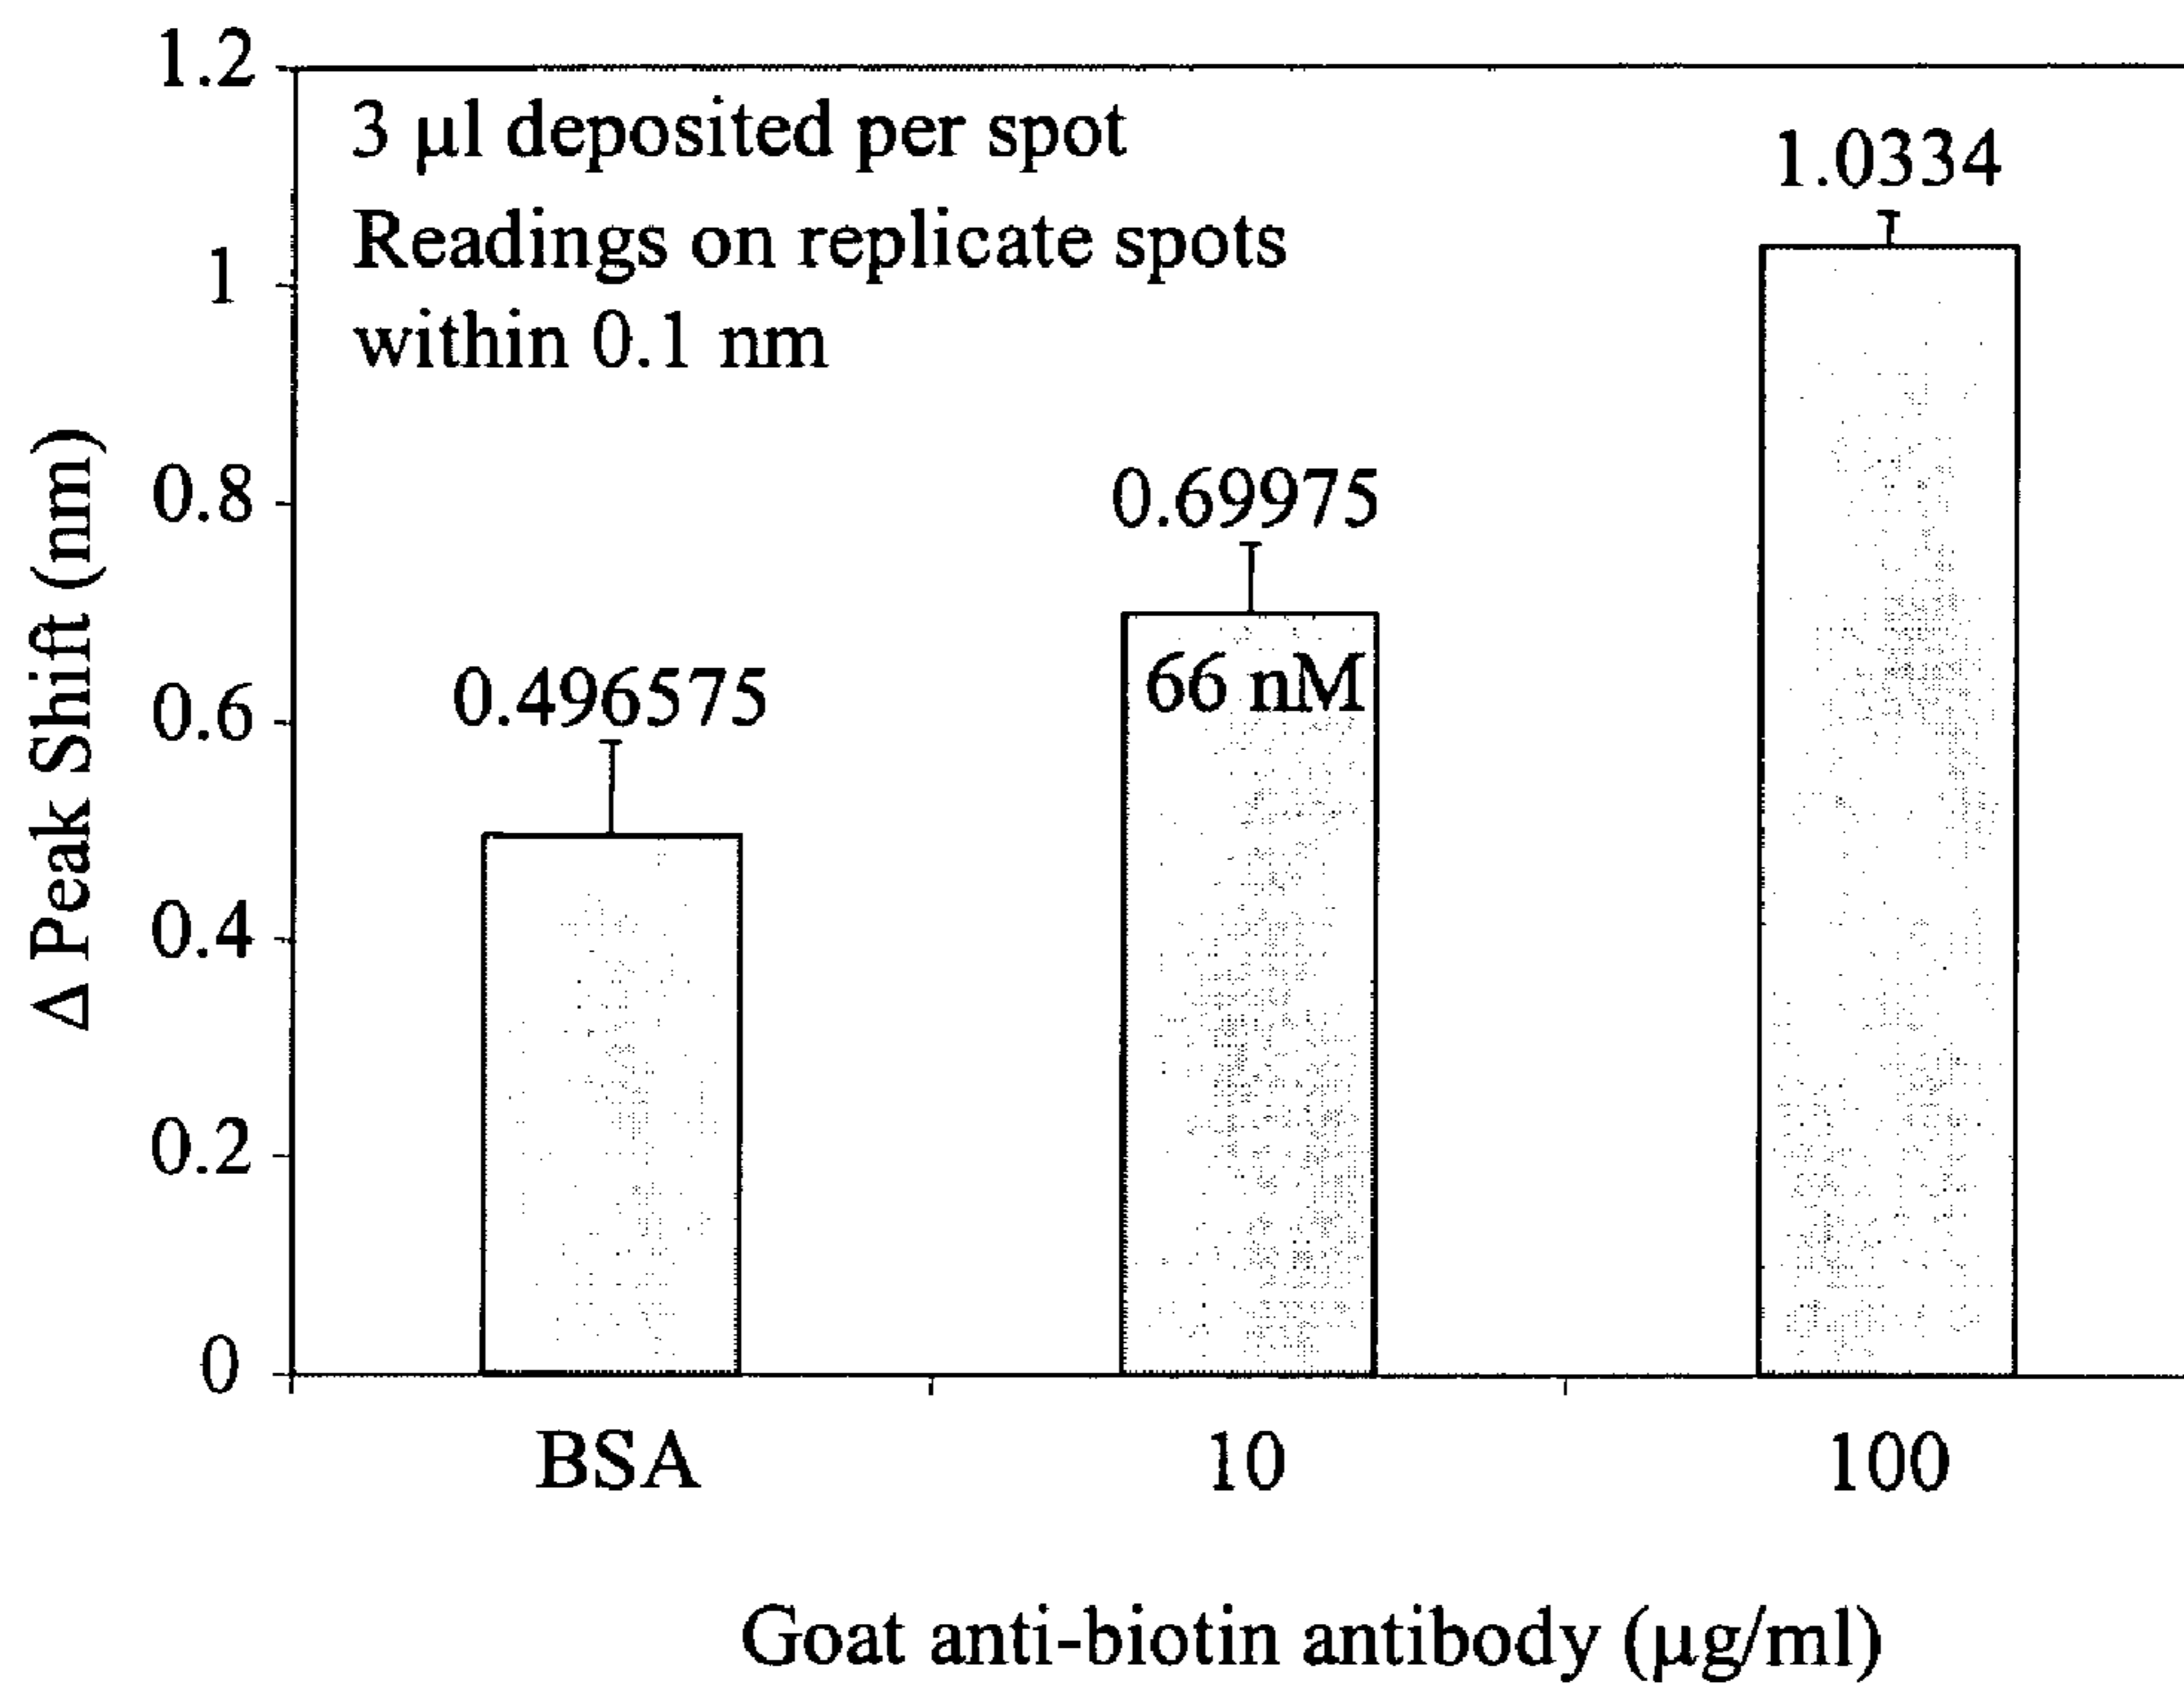 3 μl deposited per spot
Readings on replicate spots
within 0.1 nm
Δ Peak Shift (nm)
1.2
1
0.8
0.6
0.4
0.2
0
0.496575
0.69975
66 nM
1.0334
BSA
10
100
Goat anti-biotin antibody (μg/ml)